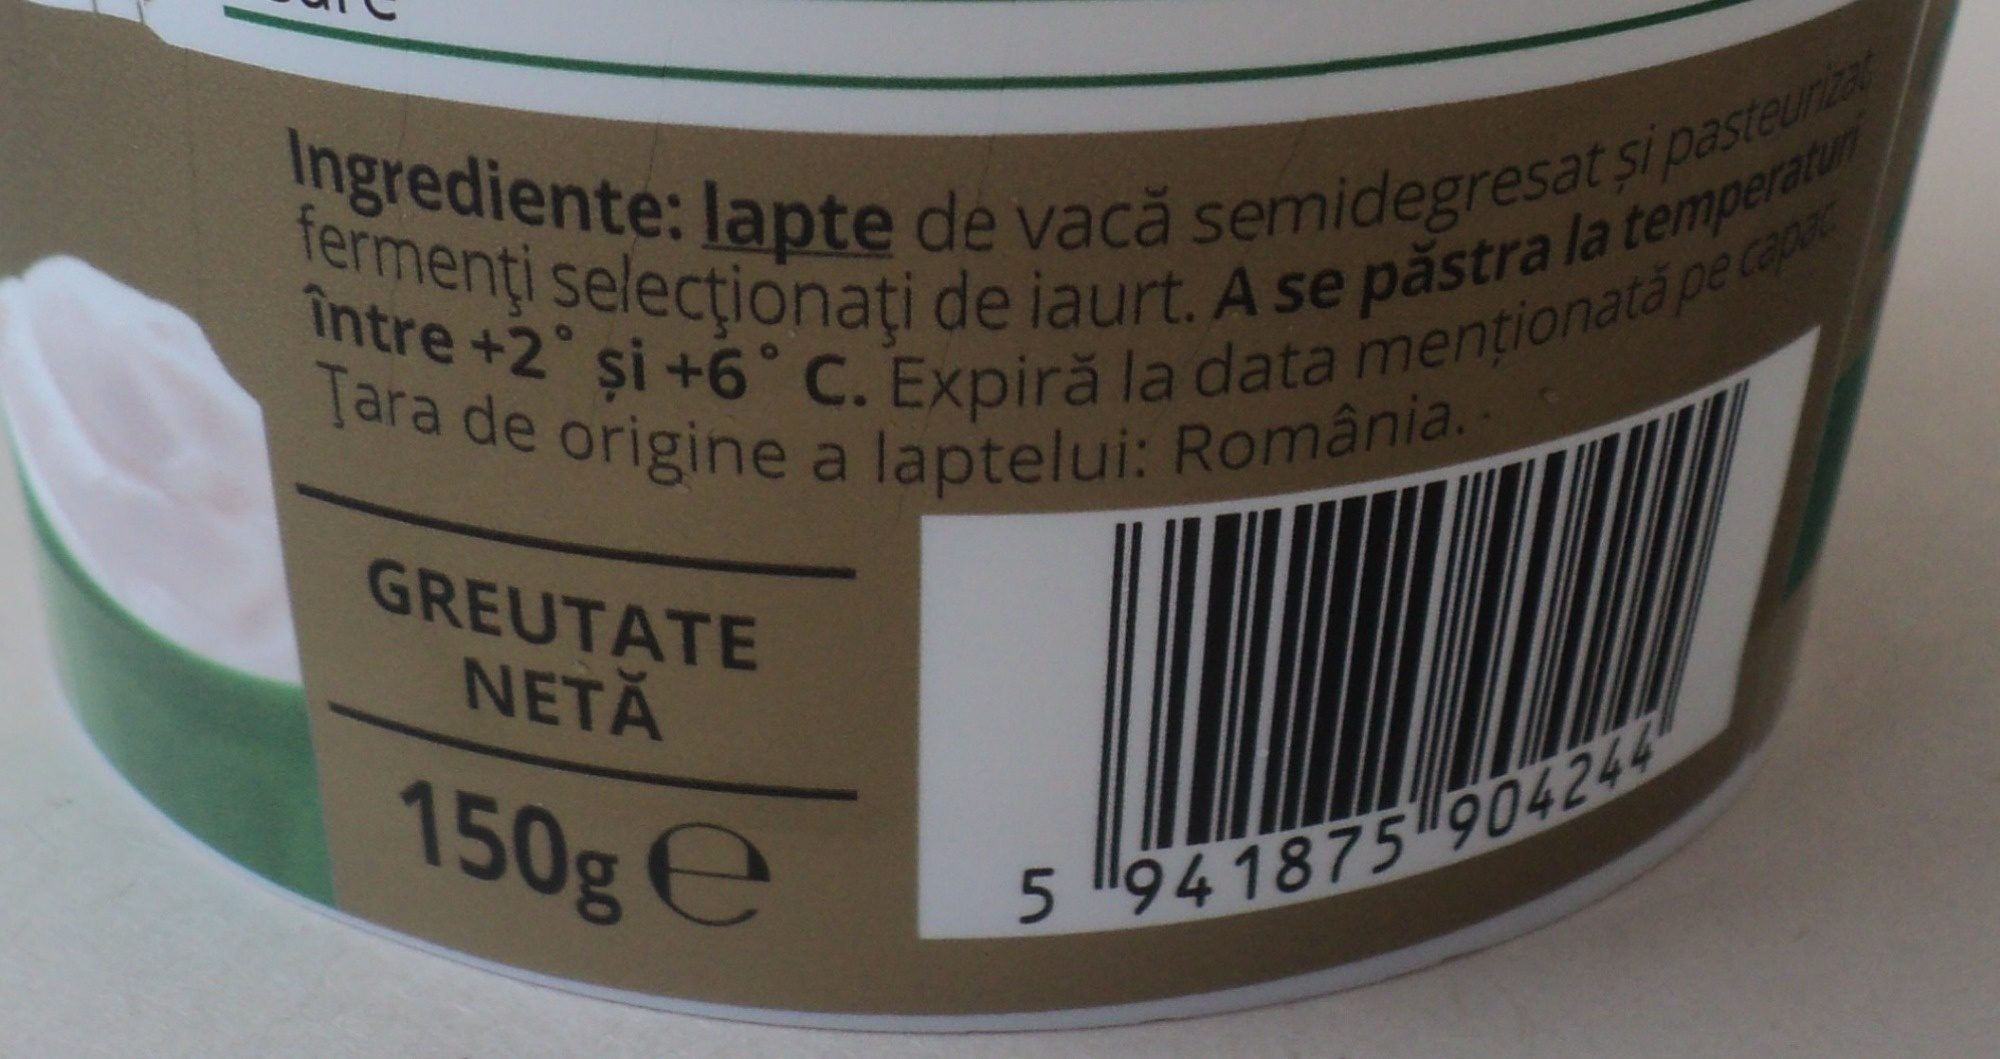 Ingrediente: lapte de vacă semidegresat și pasteurizat
fermenţi selecţionaţi de iaurt. A se păstra la temperaturi
între +2° și +6° C. Expiră la data menționată pe capac.
Ţara de origine a laptelui: România.
GREUTATE
NETĂ
150g ℮
5 941875 904244